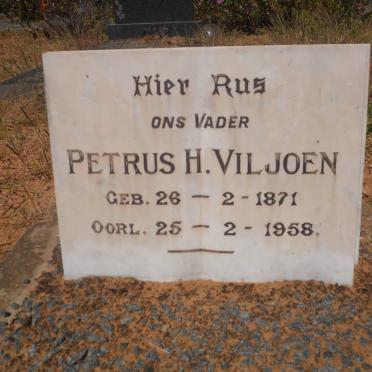 Hier Rus
ONS VADER
PETRUS H. VILJOEN
GEB. 26 – 2 - 1871
OORL. 25 – 2 - 1958.